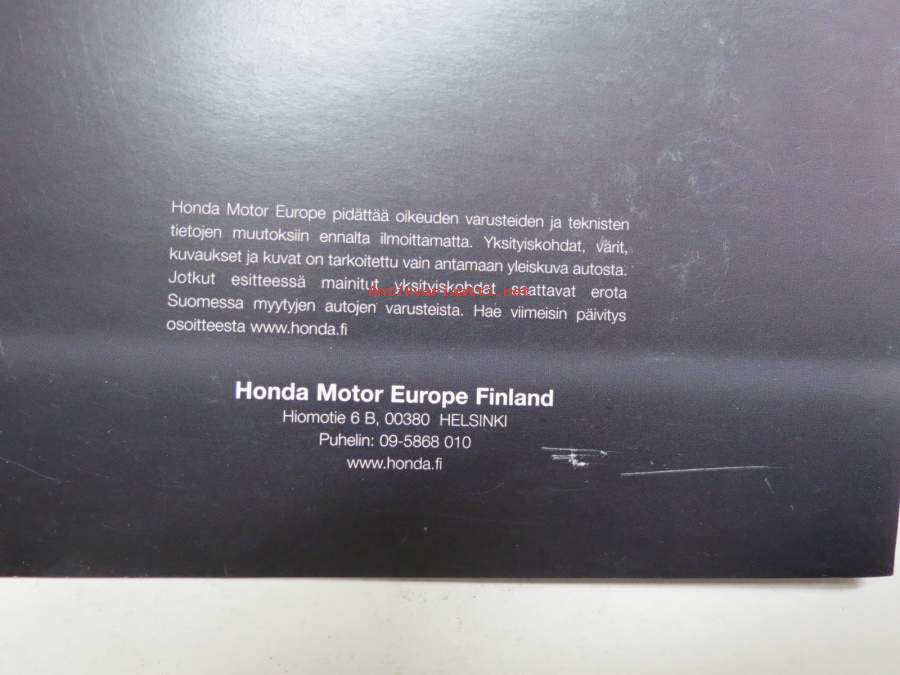 Honda Motor Europe pidättää oikeuden varusteiden ja teknisten
tietojen muutoksiin ennalta ilmoittamatta. Yksityiskohdat, värit,
kuvaukset ja kuvat on tarkoitettu vain antamaan yleiskuva autosta.
Jotkut esitteessä mainitut yksityiskohdat saattavat erota
Suomessa myytyjen autojen varusteista. Hae viimeisin päivitys
osoitteesta www.honda.fi
Honda Motor Europe Finland
Hiomotie 6 B, 00380 HELSINKI
Puhelin: 09-5868 010
www.honda.fi